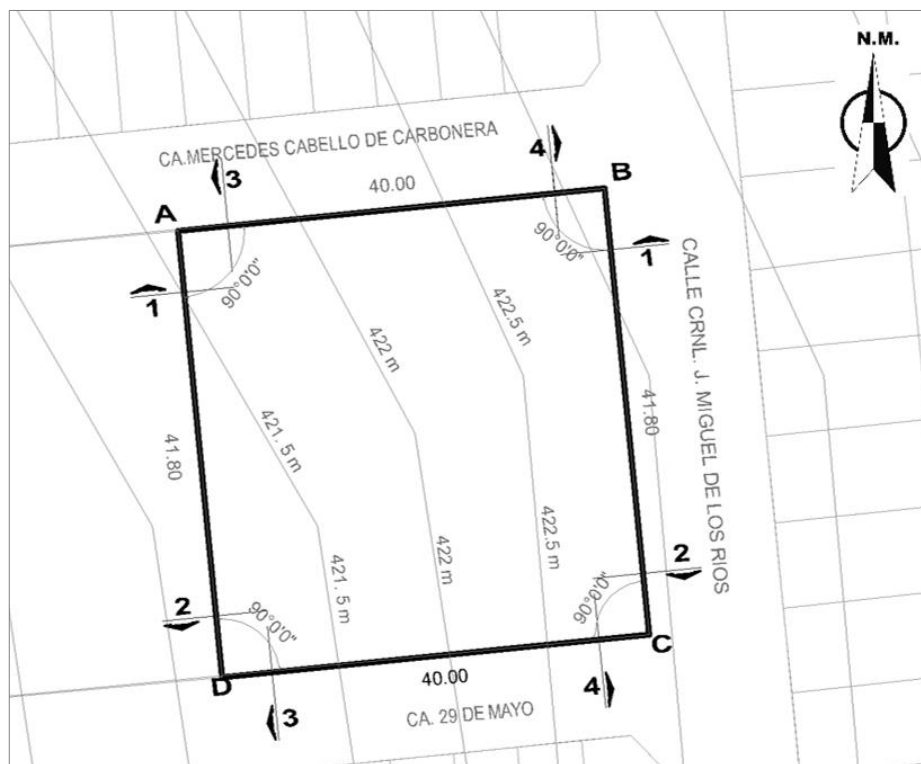 N.M.
CA.MERCEDES CABELLO DE CARBONERA
4
3
40.00
B
A
90°0'0"
90°0'0"
1
1
CALLE CRNL. J. MIGUEL DE LOS RIOS
422.5 m
422 m
41.80
421. 5 m
41.80
422.5 m
422 m
421. 5 m
2
2
90°0'0"
90°0'0"
C
D
40.00
4
3
CA. 29 DE MAYO